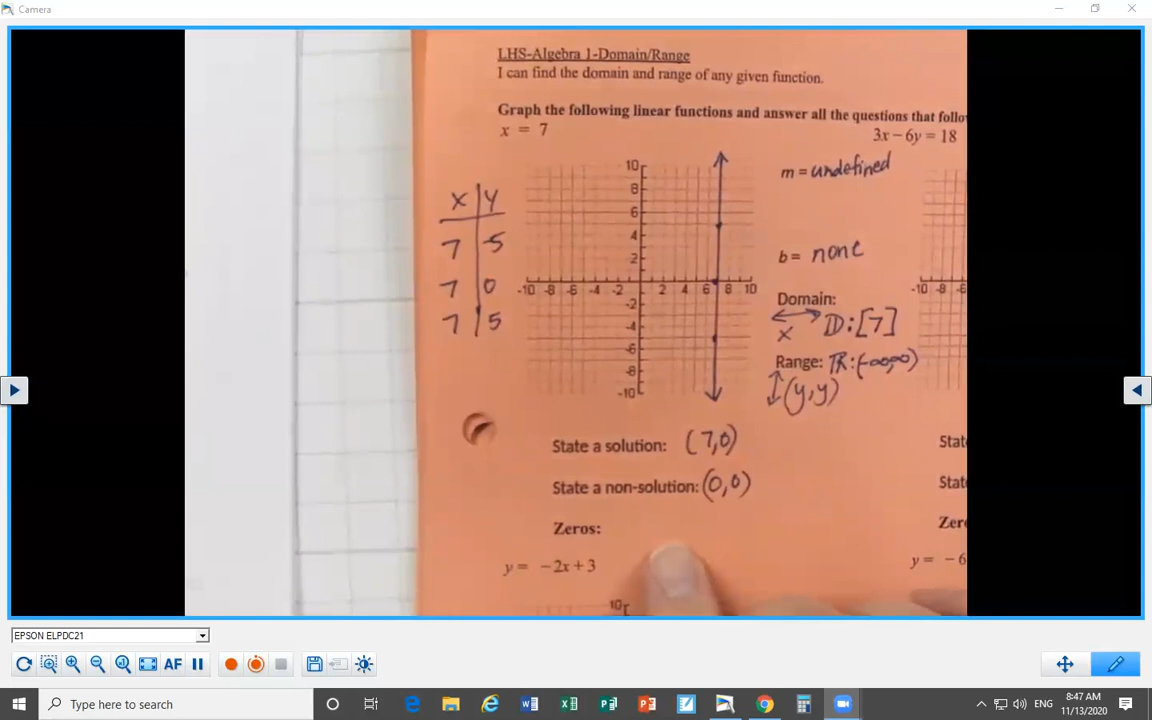 Camera
LHS-Algebra 1-Domain/Range
I can find the domain and range of any given function.
Graph the following linear functions and answer all the questions that follo
x = 7
3x – 6y = 18
m = undefined
x y
7 -5
7 0
7 5
10
8
6
4
2
-10 -8 -6 -4 -2 2 4 6 8 10
-2
-4
-6
-8
-10
b = none
-10 -8 -6
Domain:
x D:[7]
Range: R:(-∞,∞)
(y,y)
State a solution: (7,0)
State a non-solution: (0,0)
Zeros:
y = –2x + 3
10
State
State
Zero
y = – 6
EPSON ELPDC21
AF
Type here to search
ENG
8:47 AM
11/13/2020